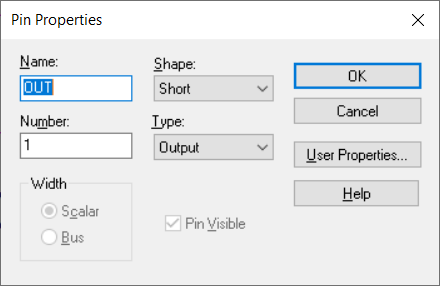 Pin Properties
Name:
OUT
Shape:
Short
OK
Cancel
Number:
1
Type:
Output
User Properties...
Width
Scalar
Bus
Pin Visible
Help